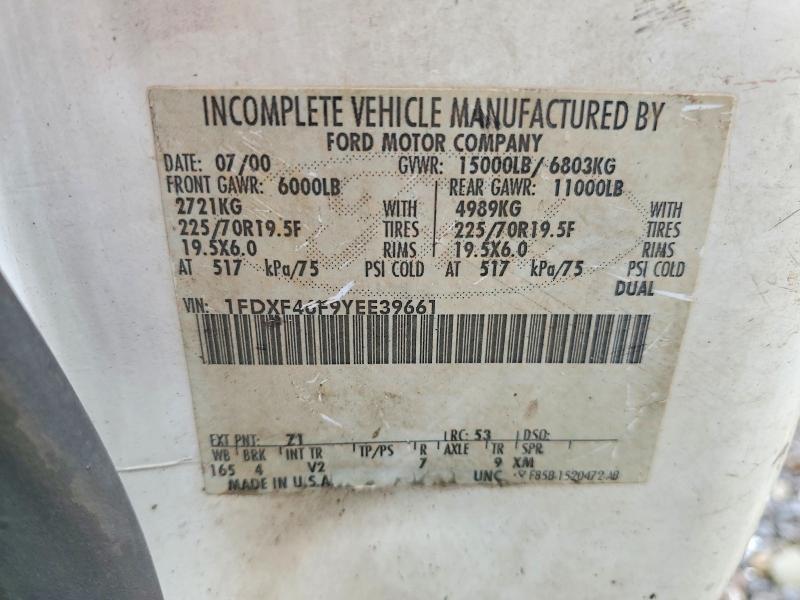 INCOMPLETE VEHICLE MANUFACTURED BY
FORD MOTOR COMPANY
DATE: 07/00 GVWR: 15000LB/ 6803KG
FRONT GAWR: 6000LB REAR GAWR: 11000LB
2721KG WITH 4989KG WITH
225/70R19.5F TIRES 225/70R19.5F TIRES
19.5X6.0 RIMS 19.5X6.0 RIMS
AT 517 kPa/75 PSI COLD AT 517 kPa/75 PSI COLD
DUAL
VIN: 1FDXF46F9YEE39661
EXT PNT: Z1 RC: 53 DSO:
WB BRK INT TR TP/PS R AXLE TR SPR
165 4 V2 7 9 XM
MADE IN U.S.A UNC F85B-1520472-AB